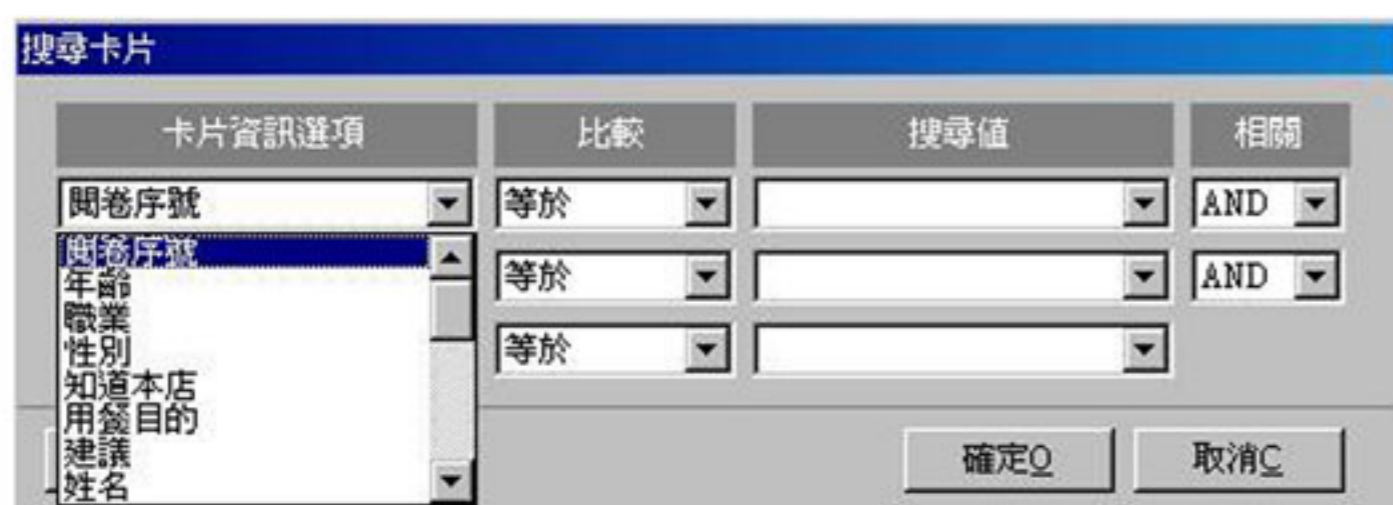 搜尋卡片
卡片資訊選項 比較 搜尋值 相關
閱卷序號 等於 AND
閱卷序號
年齡
等於 AND
職業
性別
等於
知道本店
用餐目的
建議
姓名
確定O 取消C